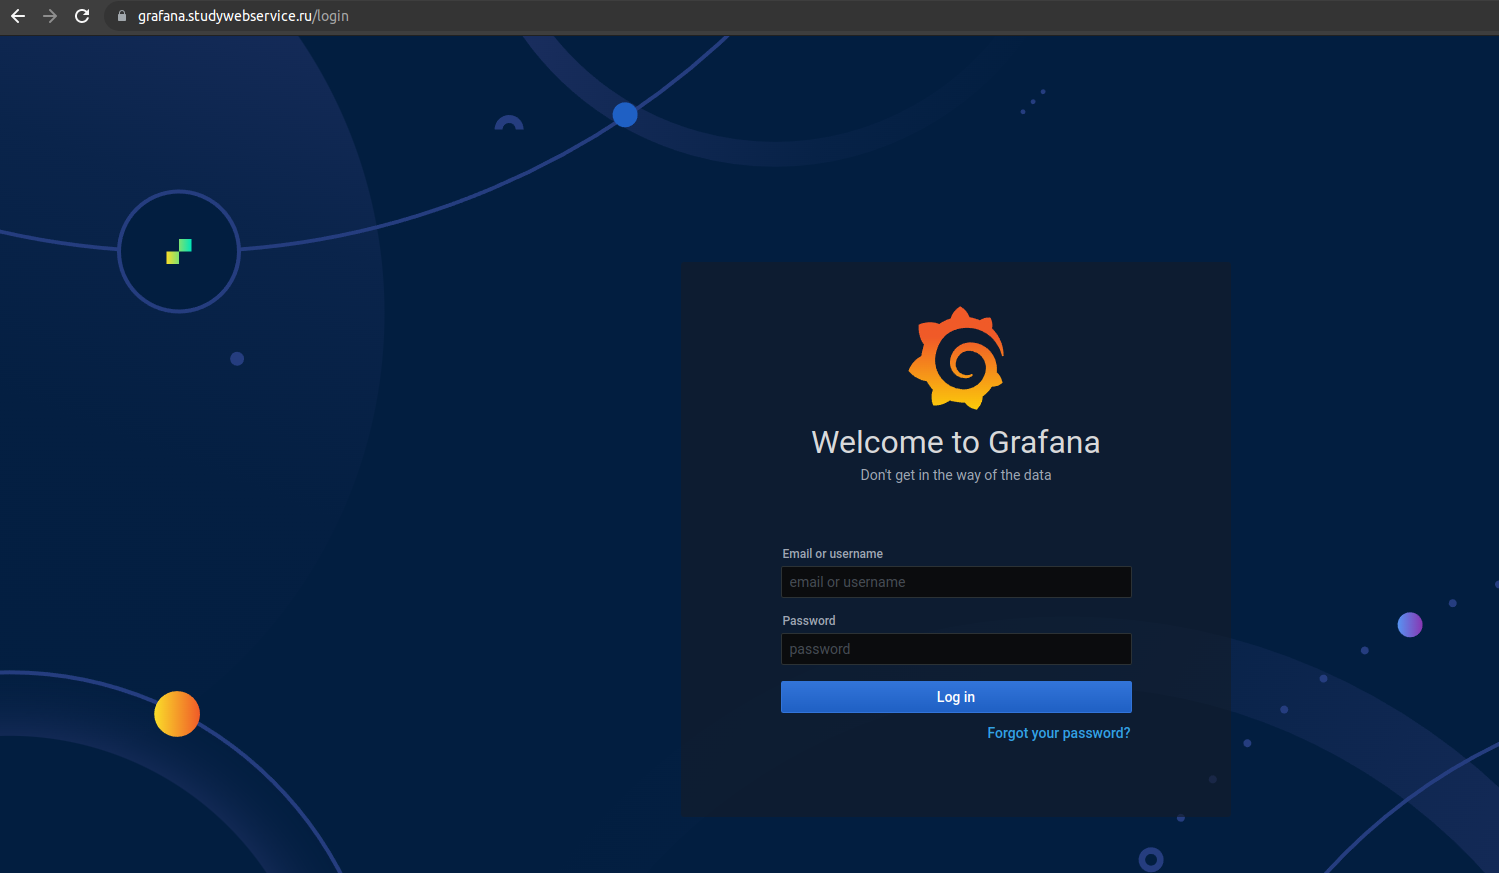 grafana.studywebservice.ru/login
Welcome to Grafana
Don't get in the way of the data
Email or username
email or username
Password
password
Log in
Forgot your password?